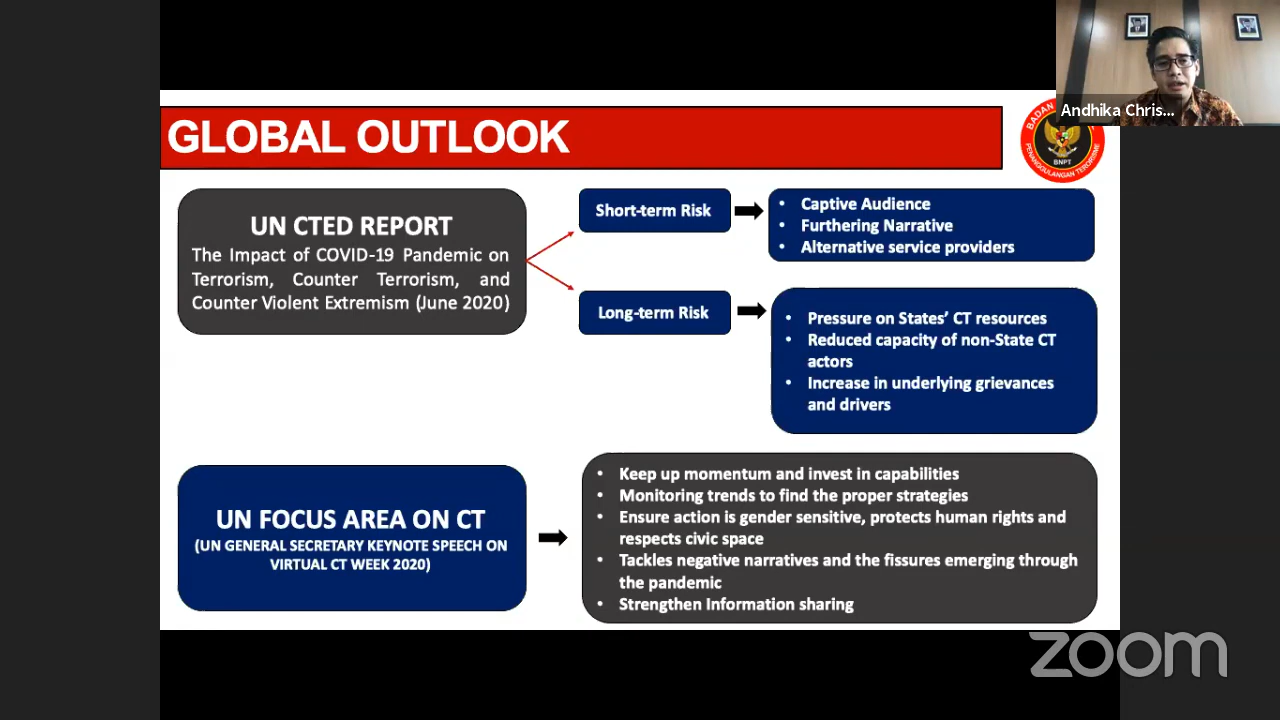 Andhika Chris...
GLOBAL OUTLOOK
BADAN
PENANGGULANGAN TERORISME
BNPT
UN CTED REPORT
The Impact of COVID-19 Pandemic on
Terrorism, Counter Terrorism, and
Counter Violent Extremism (June 2020)
Short-term Risk
• Captive Audience
• Furthering Narrative
• Alternative service providers
Long-term Risk
• Pressure on States’ CT resources
• Reduced capacity of non-State CT
actors
• Increase in underlying grievances
and drivers
UN FOCUS AREA ON CT
(UN GENERAL SECRETARY KEYNOTE SPEECH ON
VIRTUAL CT WEEK 2020)
• Keep up momentum and invest in capabilities
• Monitoring trends to find the proper strategies
• Ensure action is gender sensitive, protects human rights and
respects civic space
• Tackles negative narratives and the fissures emerging through
the pandemic
• Strengthen Information sharing
zoom